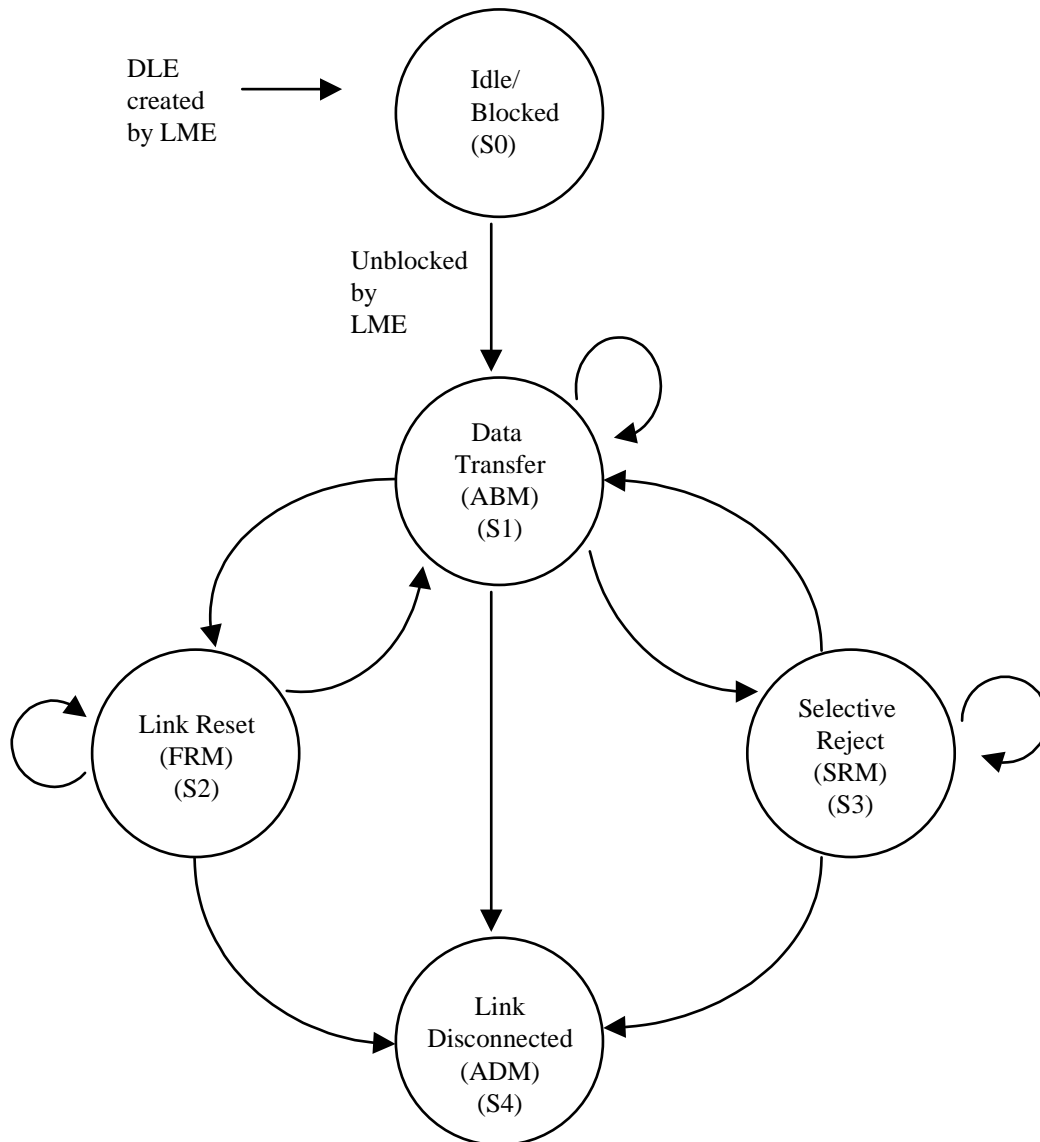 DLE
created
by LME
Idle/
Blocked
(S0)
Unblocked
by
LME
Data
Transfer
(ABM)
(S1)
Link Reset
(FRM)
(S2)
Selective
Reject
(SRM)
(S3)
Link
Disconnected
(ADM)
(S4)